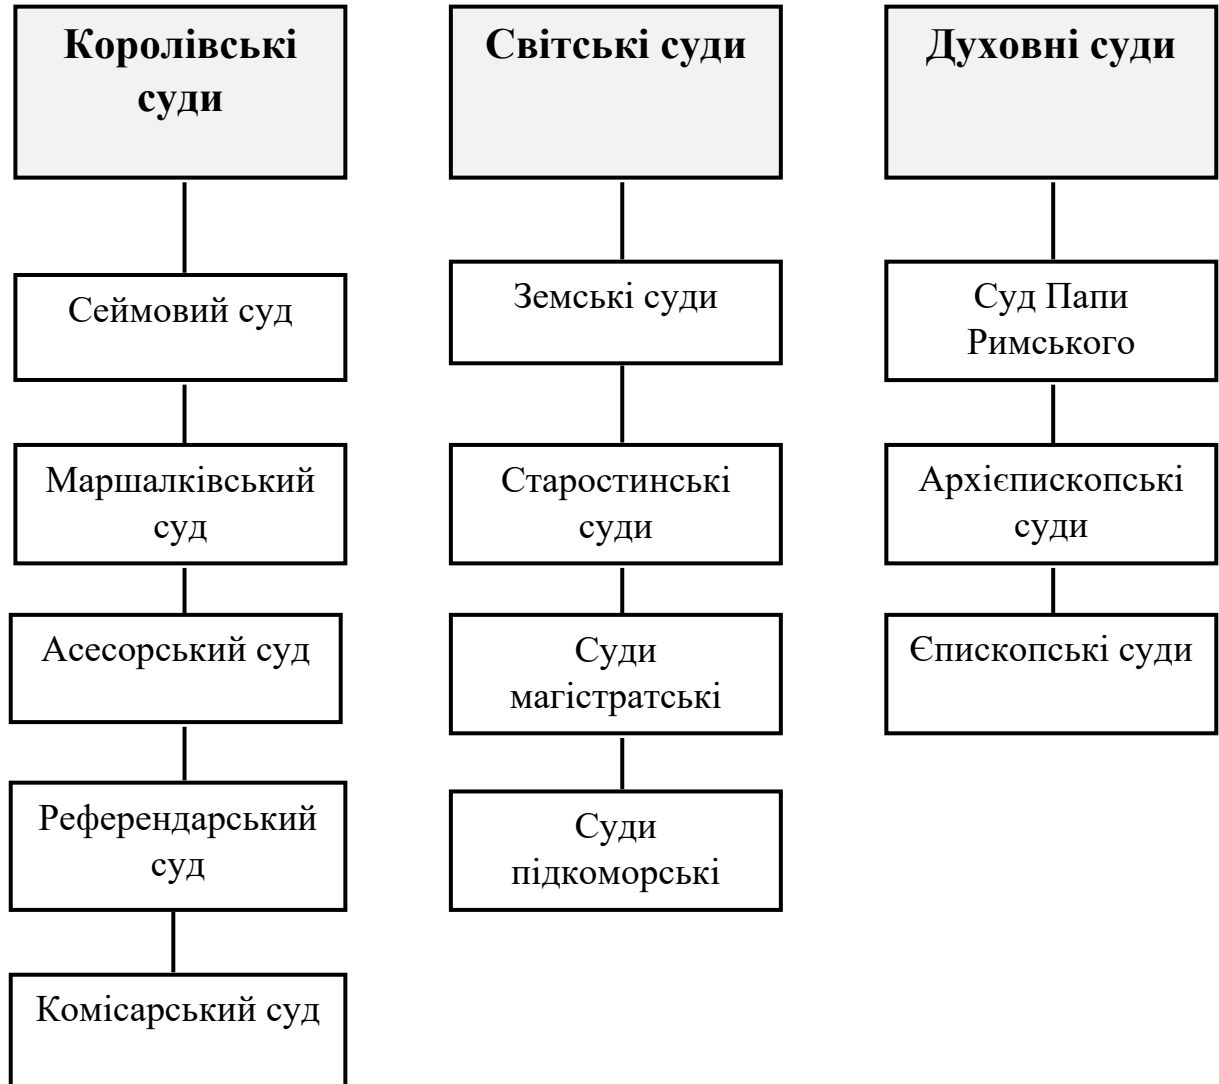 Королівські
суди
Сеймовий суд
Маршалківський
суд
Асесорський суд
Референдарський
суд
Комісарський суд
Світські суди
Земські суди
Старостинські
суди
Суди
магістратські
Суди
підкоморські
Духовні суди
Суд Папи
Римського
Архієпископські
суди
Єпископські суди